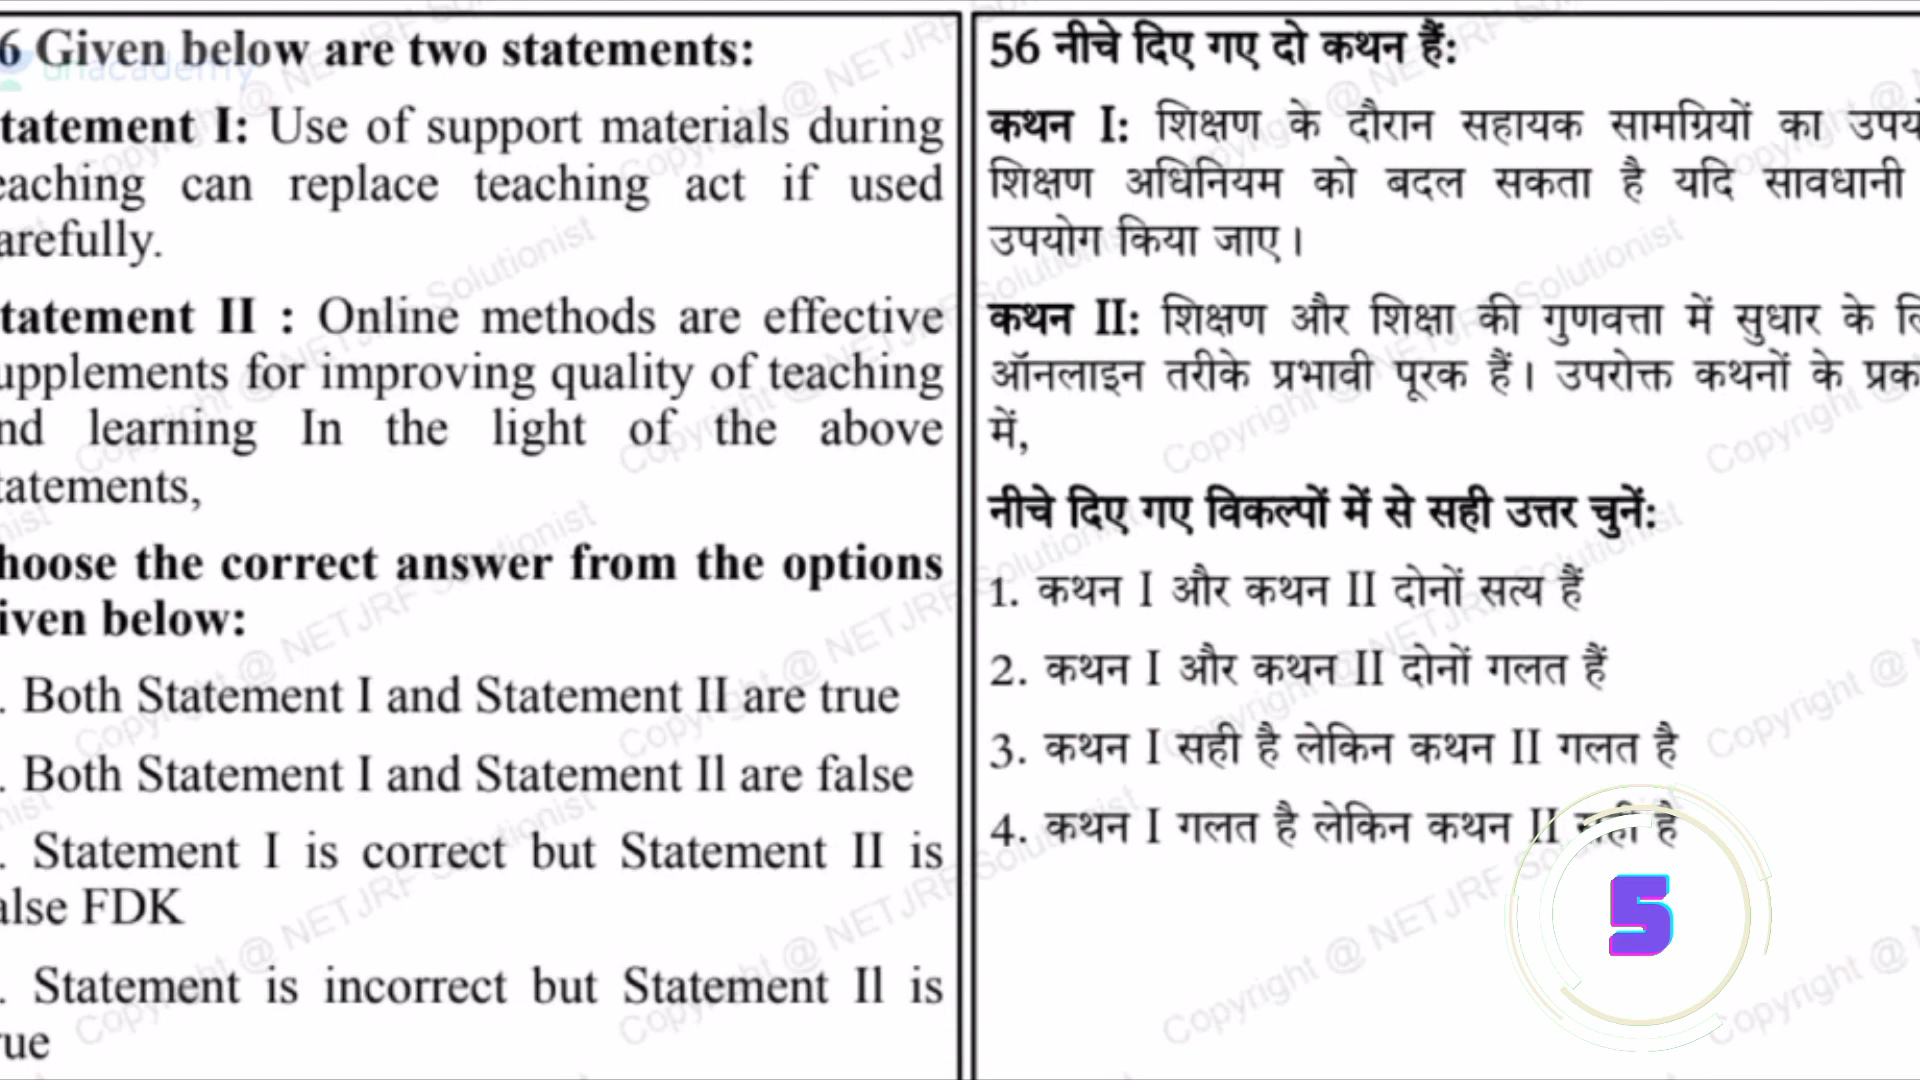 6 Given below are two statements:
unacademy
tatement I: Use of support materials during
eaching can replace teaching act if used
arefully.
tatement II : Online methods are effective
upplements for improving quality of teaching
nd learning In the light of the above
tatements,
hoose the correct answer from the options
iven below:
. Both Statement I and Statement II are true
. Both Statement I and Statement Il are false
. Statement I is correct but Statement II is
alse FDK
. Statement is incorrect but Statement Il is
rue
56 नीचे दिए गए दो कथन हैं:
कथन I: शिक्षण के दौरान सहायक सामग्रियों का उपयो
शिक्षण अधिनियम को बदल सकता है यदि सावधानी
उपयोग किया जाए।
कथन II: शिक्षण और शिक्षा की गुणवत्ता में सुधार के लि
ऑनलाइन तरीके प्रभावी पूरक हैं। उपरोक्त कथनों के प्रक
में,
नीचे दिए गए विकल्पों में से सही उत्तर चुनें:
1. कथन I और कथन II दोनों सत्य हैं
2. कथन I और कथन II दोनों गलत हैं
3. कथन I सही है लेकिन कथन II गलत है
4. कथन I गलत है लेकिन कथन II सही है
5
Copyright @ NETJRF Solutionist